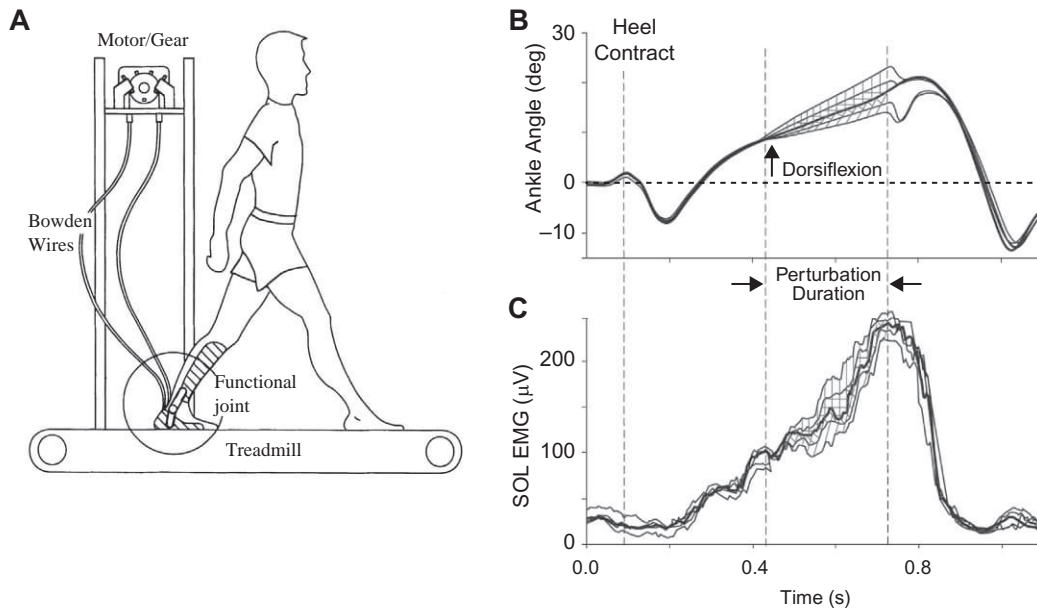 A
Motor/Gear
Bowden
Wires
Functional
joint
Treadmill
B
30
Heel
Contract
Ankle Angle (deg)
Dorsiflexion
0
–10
Perturbation
Duration
C
200
100
0
SOL EMG (μV)
0.0
0.4
0.8
Time (s)